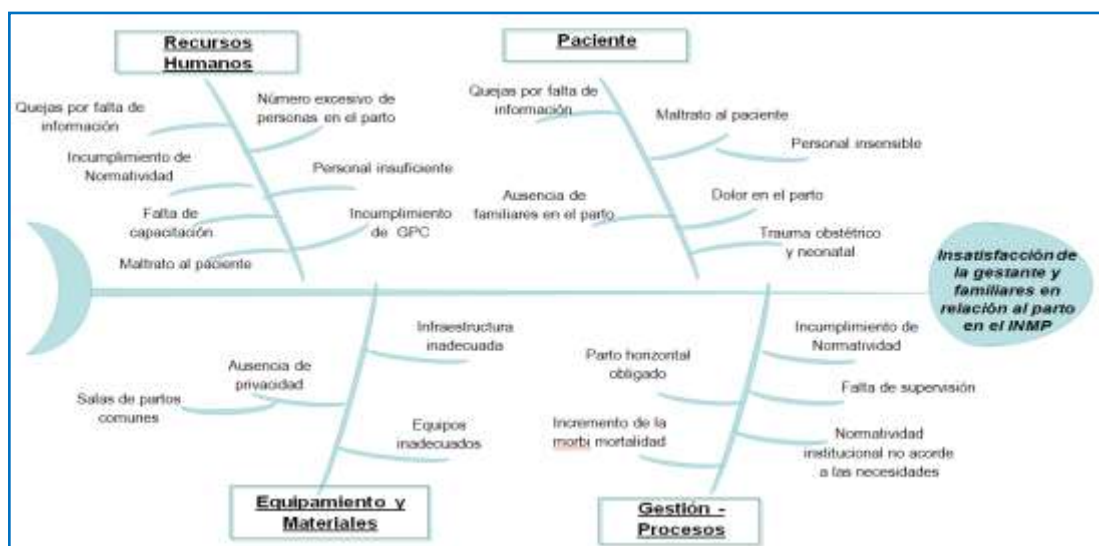 Recursos
Humanos
Quejas por falta de
información
Número excesivo de
personas en el parto
Incumplimiento de
Normatividad
Personal insuficiente
Falta de
capacitación
Incumplimiento
de GPC
Maltrato al paciente
Paciente
Quejas por falta de
información
Maltrato al paciente
Personal insensible
Ausencia de
familiares en el parto
Dolor en el parto
Trauma obstétrico
y neonatal
Insatisfacción de
la gestante y
familiares en
relación al parto
en el INMP
Infraestructura
inadecuada
Ausencia de
privacidad
Salas de partos
comunes
Equipos
inadecuados
Equipamiento y
Materiales
Incumplimiento de
Normatividad
Parto horizontal
obligado
Falta de supervisión
Incremento de la
morbi mortalidad
Normatividad
institucional no acorde
a las necesidades
Gestión -
Procesos